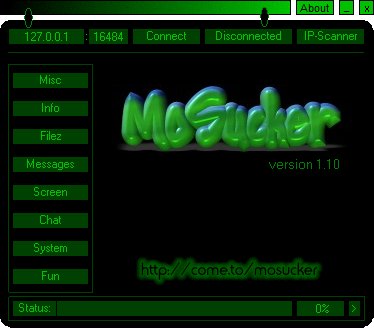 About _ x
127.0.0.1 : 16484 Connect Disconnected IP-Scanner
Misc
Info
Filez
Messages
Screen
Chat
System
Fun
MoSucker
version 1.10
http://come.to/mosucker
Status: 0% >